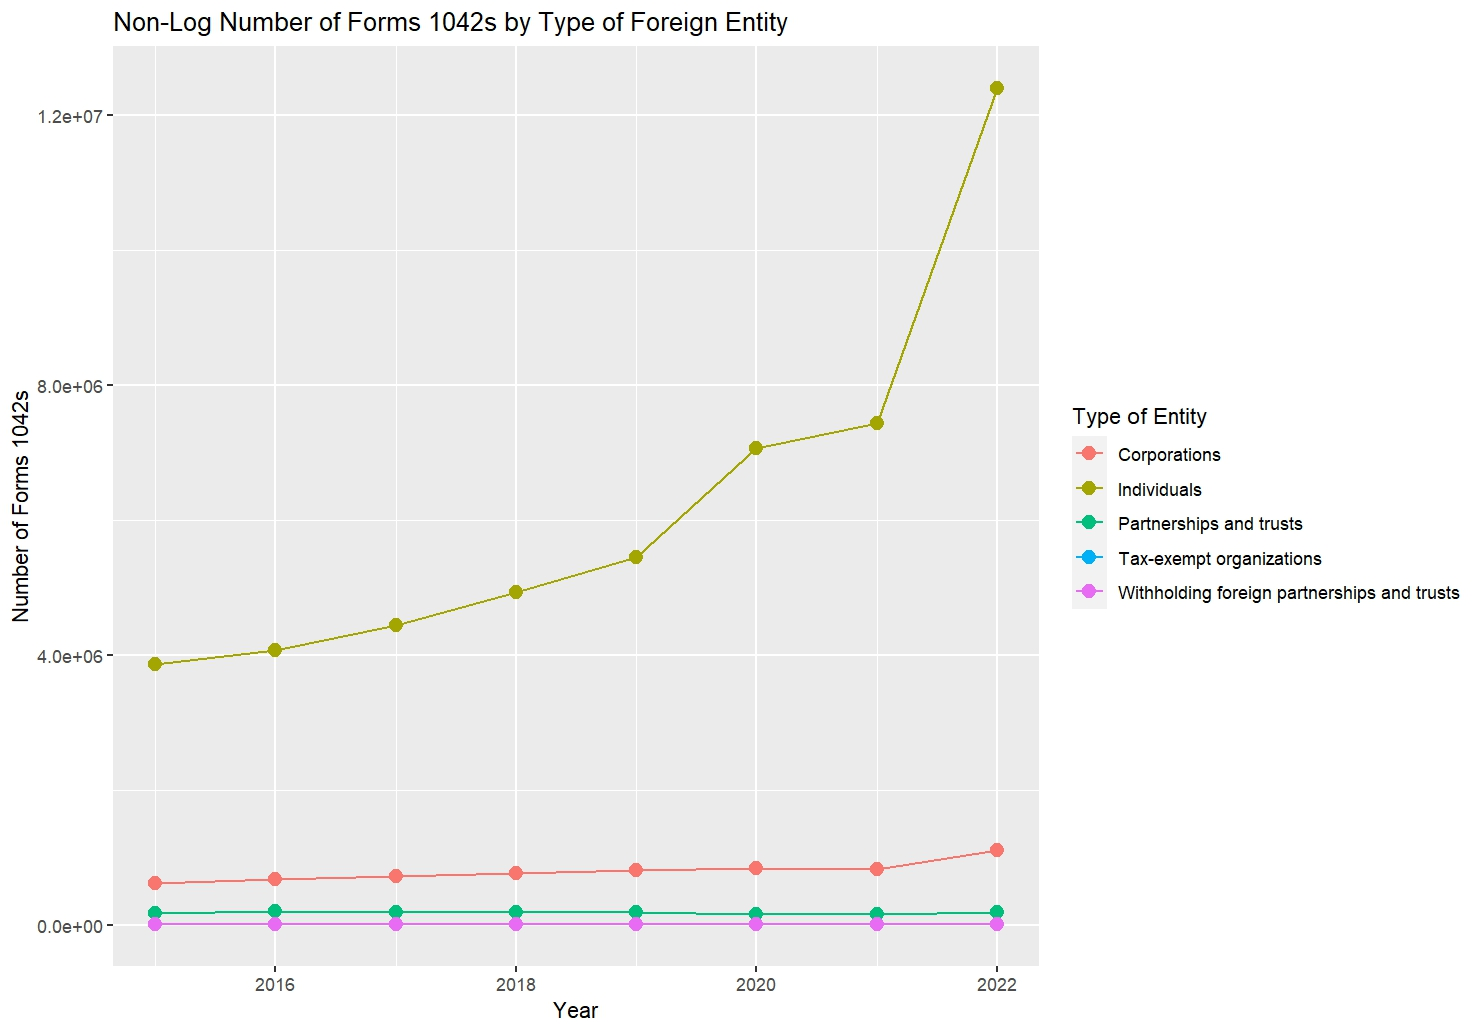 Non-Log Number of Forms 1042s by Type of Foreign Entity
1.2e+07
8.0e+06
4.0e+06
0.0e+00
Number of Forms 1042s
2016
2018
2020
2022
Year
Type of Entity
Corporations
Individuals
Partnerships and trusts
Tax-exempt organizations
Withholding foreign partnerships and trusts